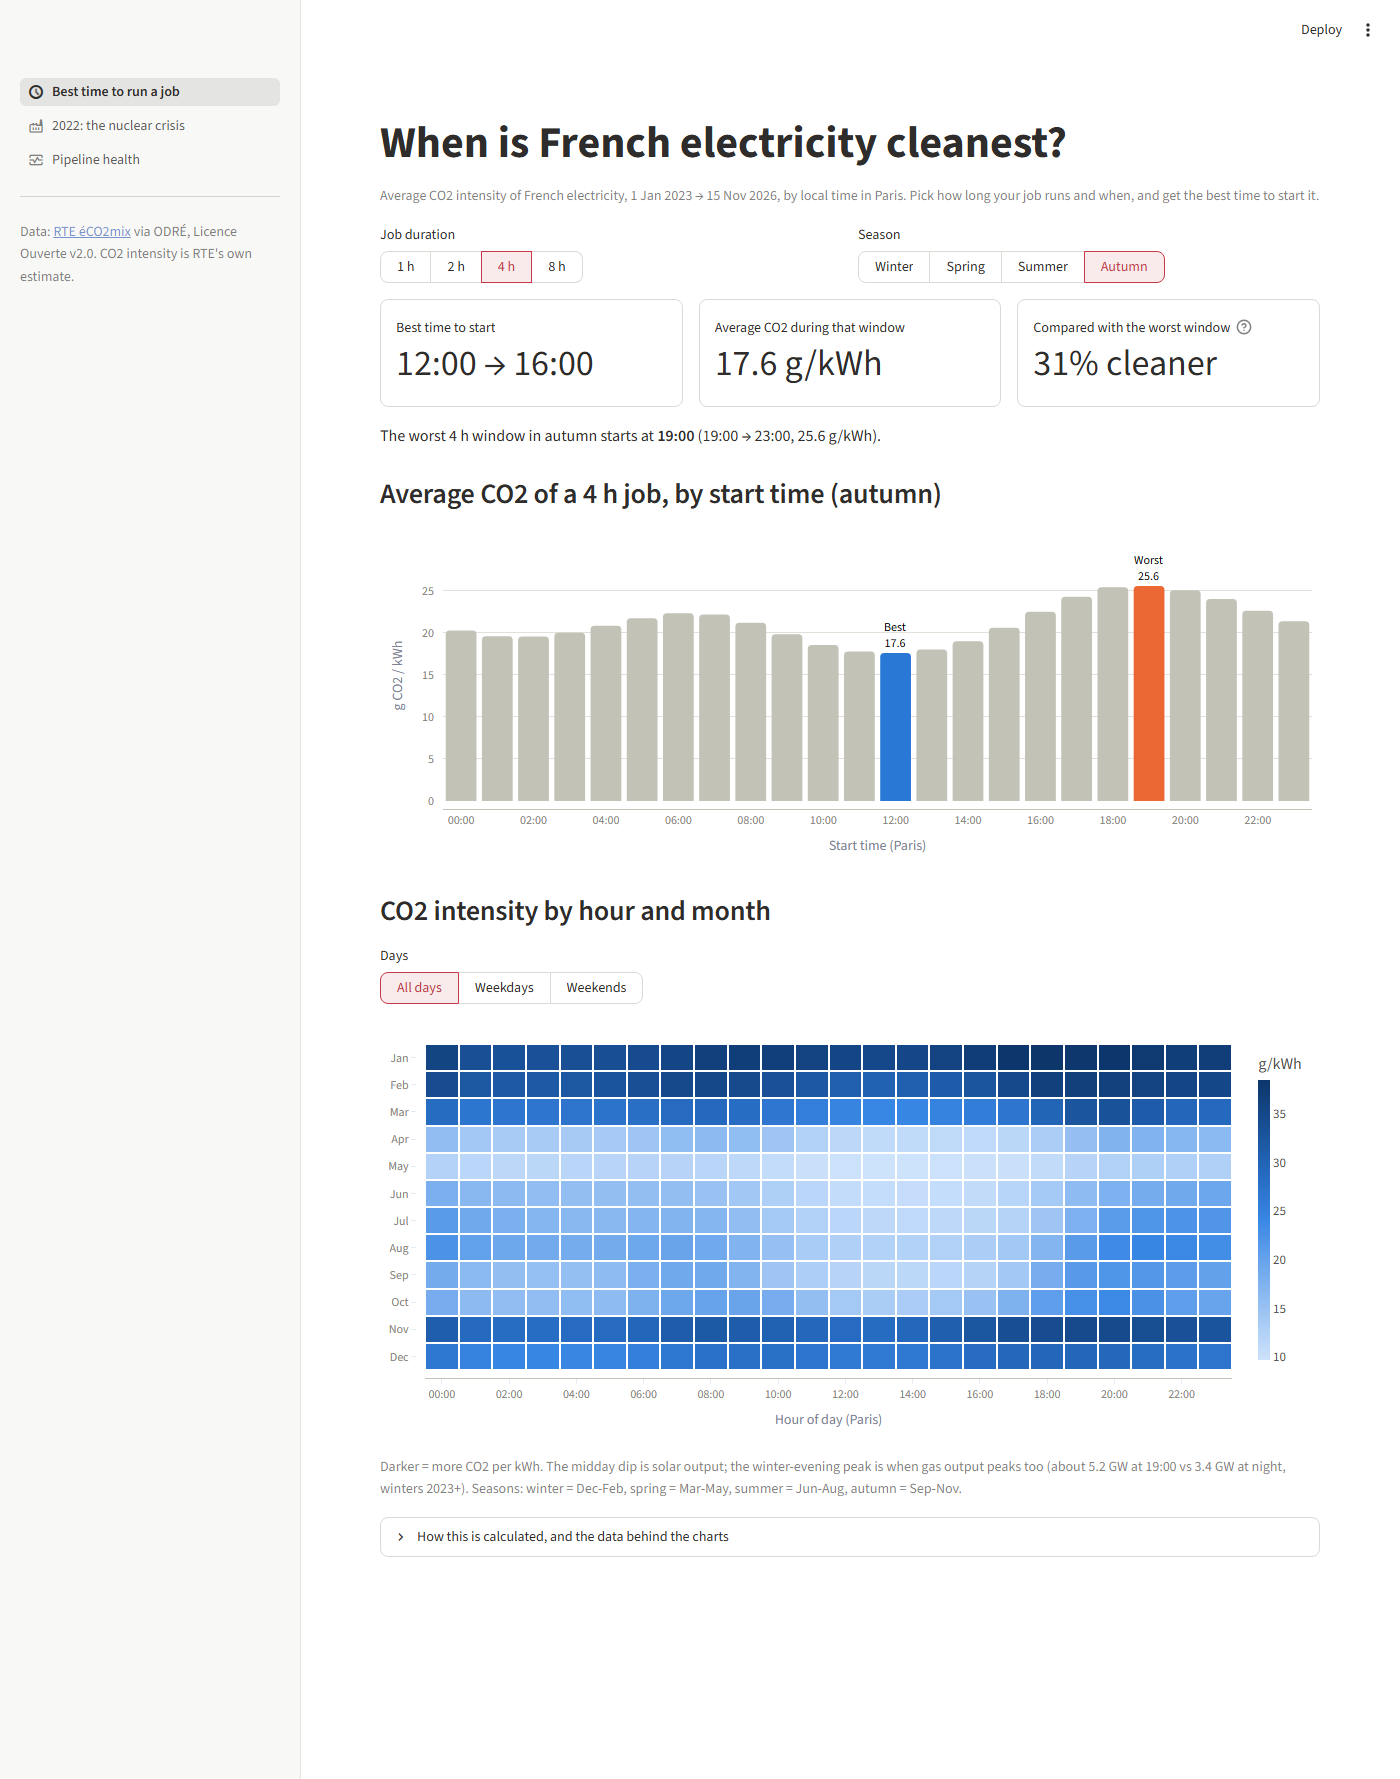 Deploy
Best time to run a job
2022: the nuclear crisis
Pipeline health
Data: RTE éCO2mix via ODRÉ, Licence
Ouverte v2.0. CO2 intensity is RTE's own
estimate.
When is French electricity cleanest?
Average CO2 intensity of French electricity, 1 Jan 2023 → 15 Nov 2026, by local time in Paris. Pick how long your job runs and when, and get the best time to start it.
Job duration
1 h 2 h 4 h 8 h
Season
Winter Spring Summer Autumn
Best time to start
12:00 → 16:00
Average CO2 during that window
17.6 g/kWh
Compared with the worst window
31% cleaner
The worst 4 h window in autumn starts at 19:00 (19:00 → 23:00, 25.6 g/kWh).
Average CO2 of a 4 h job, by start time (autumn)
Worst
25.6
Best
17.6
25
20
15
10
5
0
g CO2 / kWh
00:00 02:00 04:00 06:00 08:00 10:00 12:00 14:00 16:00 18:00 20:00 22:00
Start time (Paris)
CO2 intensity by hour and month
Days
All days Weekdays Weekends
Jan
Feb
Mar
Apr
May
Jun
Jul
Aug
Sep
Oct
Nov
Dec
g/kWh
35
30
25
20
15
10
00:00 02:00 04:00 06:00 08:00 10:00 12:00 14:00 16:00 18:00 20:00 22:00
Hour of day (Paris)
Darker = more CO2 per kWh. The midday dip is solar output; the winter-evening peak is when gas output peaks too (about 5.2 GW at 19:00 vs 3.4 GW at night,
winters 2023+). Seasons: winter = Dec-Feb, spring = Mar-May, summer = Jun-Aug, autumn = Sep-Nov.
How this is calculated, and the data behind the charts